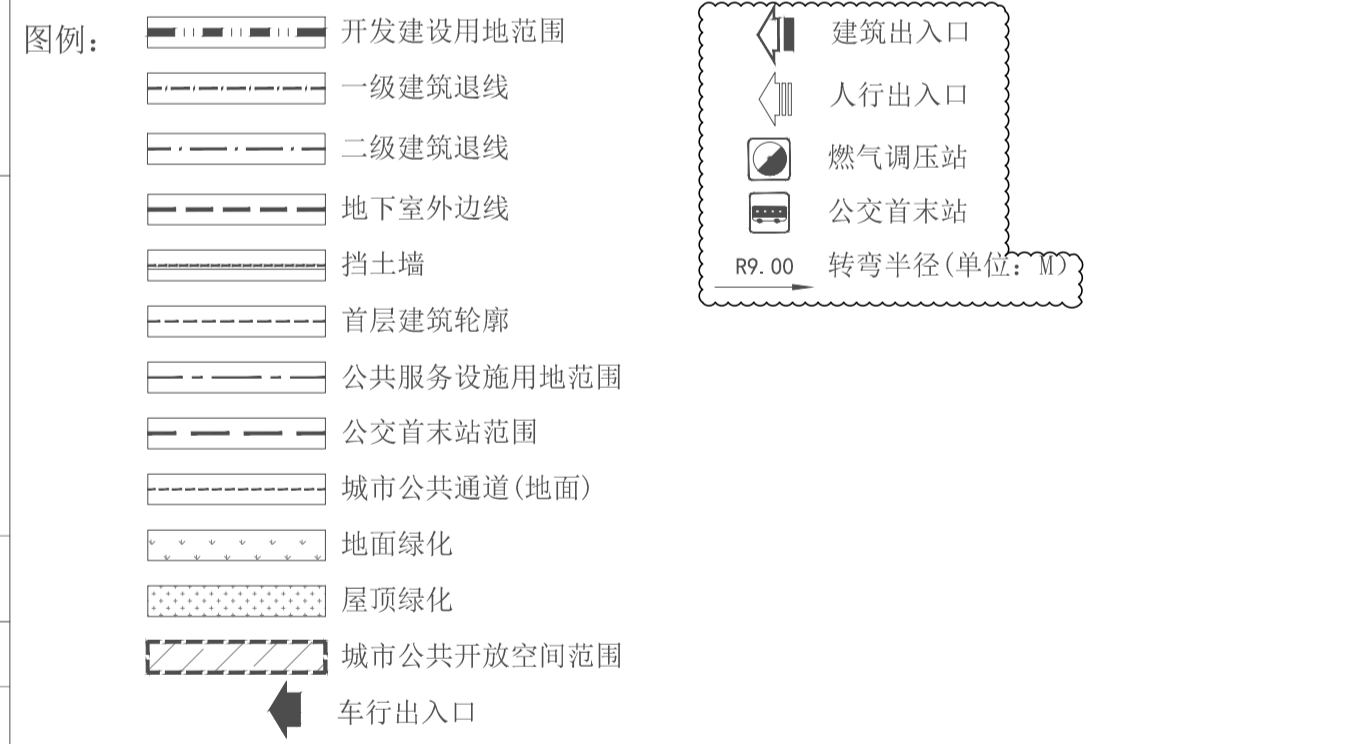 图例:
开发建设用地范围
一级建筑退线
二级建筑退线
地下室外边线
挡土墙
首层建筑轮廓
公共服务设施用地范围
公交首末站范围
城市公共通道(地面)
地面绿化
屋顶绿化
城市公共开放空间范围
车行出入口
建筑出入口
人行出入口
燃气调压站
公交首末站
R9.00 转弯半径(单位: M)